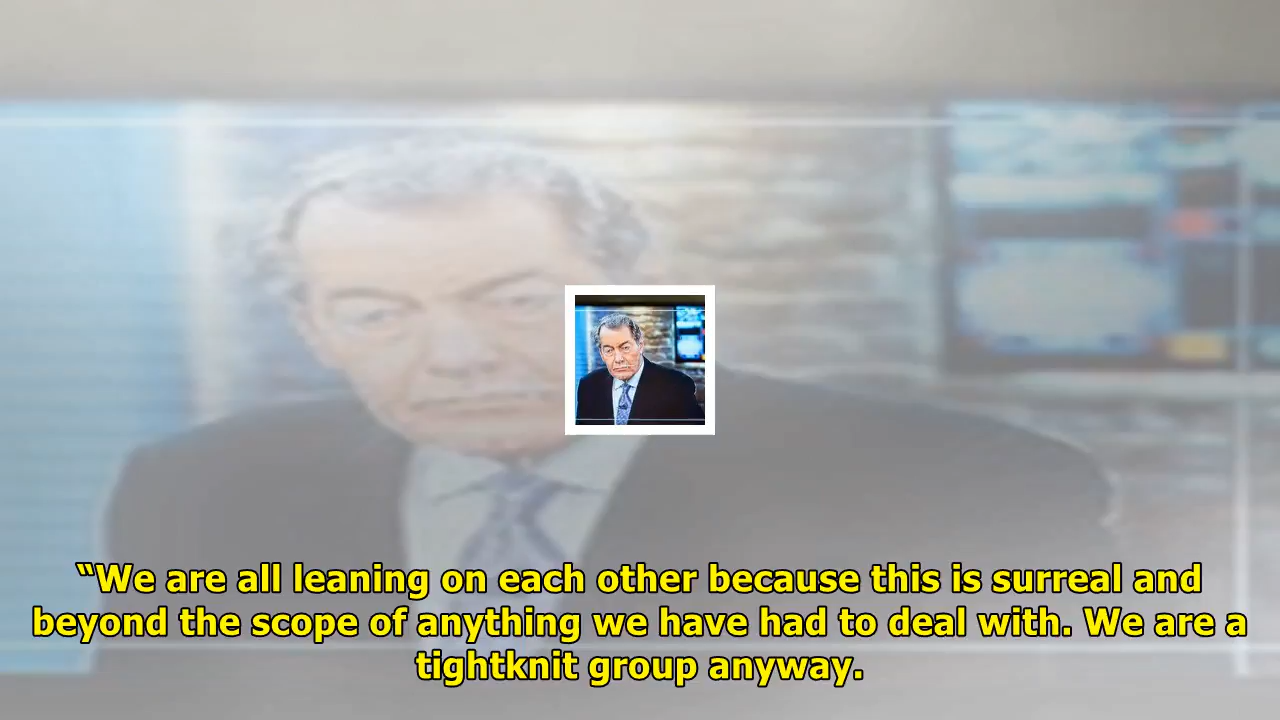 “We are all leaning on each other because this is surreal and
beyond the scope of anything we have had to deal with. We are a
tightknit group anyway.